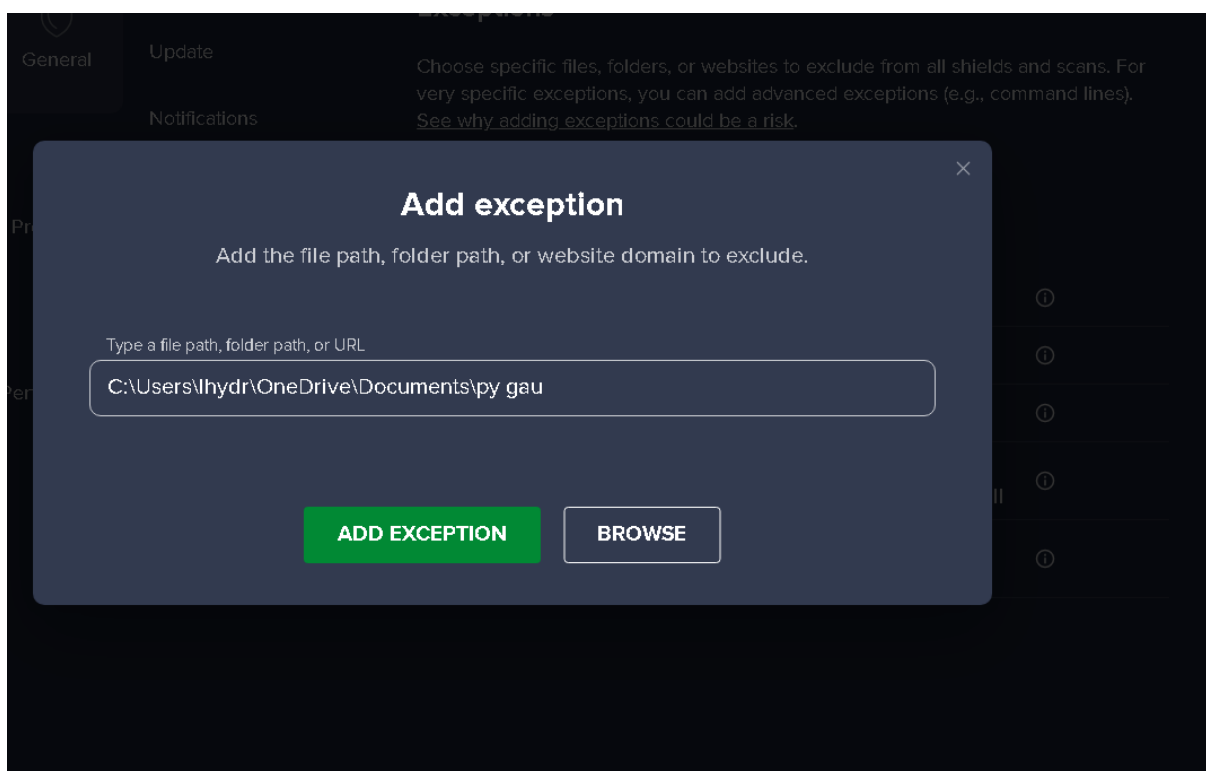 Exceptions
General
Update
Choose specific files, folders, or websites to exclude from all shields and scans. For
very specific exceptions, you can add advanced exceptions (e.g., command lines).
Notifications
See why adding exceptions could be a risk.
Add exception
Add the file path, folder path, or website domain to exclude.
Type a file path, folder path, or URL
C:\Users\lhydr\OneDrive\Documents\py gau
ADD EXCEPTION
BROWSE